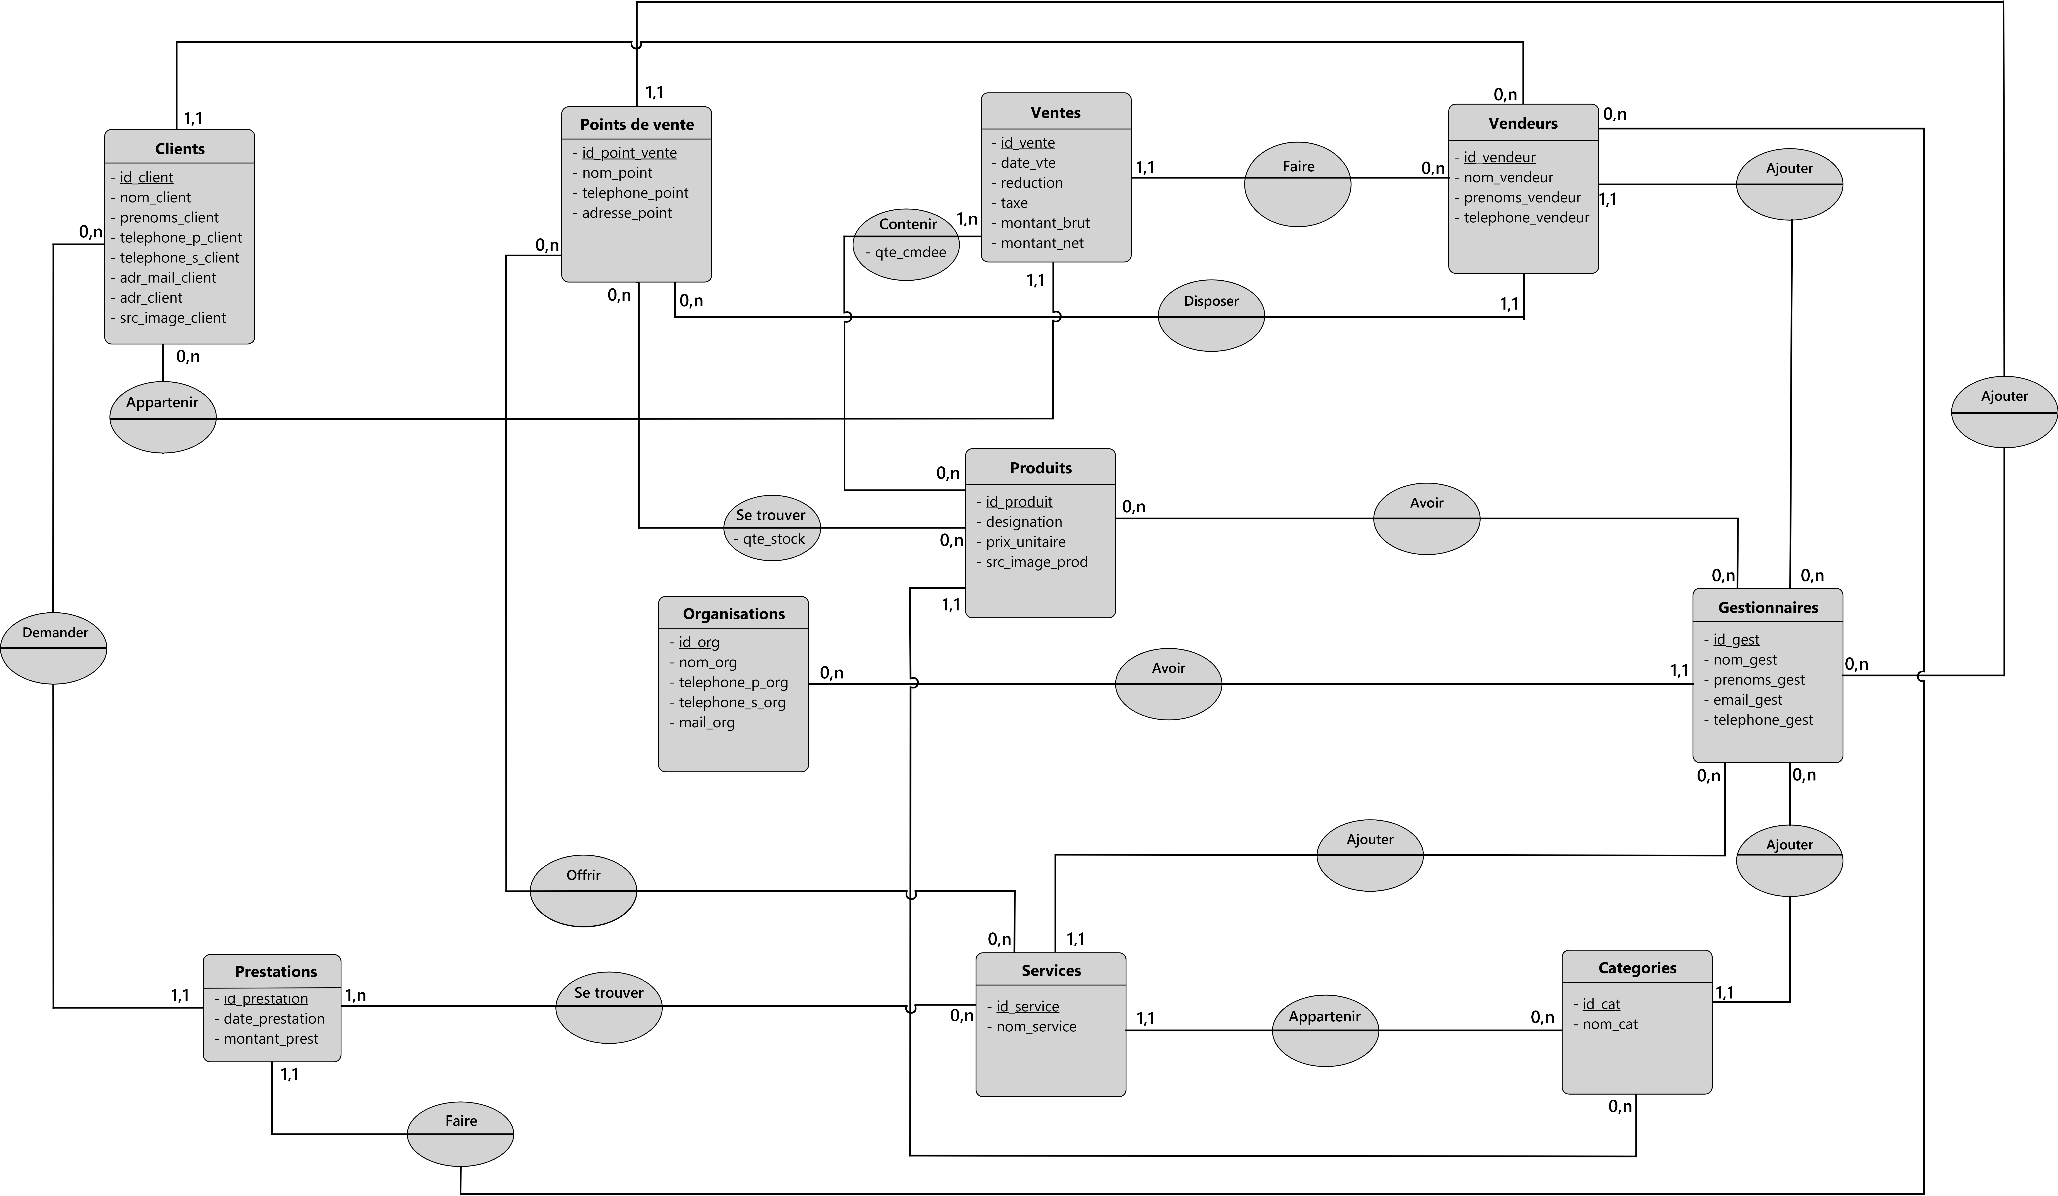 1,1
0,n
1,1
0,n
Clients
- id_client
- nom_client
- prenoms_client
- telephone_p_client
- telephone_s_client
- adr_mail_client
- adr_client
- src_image_client
0,n
0,n
Points de vente
- id_point_vente
- nom_point
- telephone_point
- adresse_point
0,n
0,n
0,n
Ventes
- id_vente
- date_vte
- reduction
- taxe
- montant_brut
- montant_net
1,1
1,n
1,1
Contenir
- qte_cmdee
Faire
0,n
Vendeurs
- id_vendeur
- nom_vendeur
- prenoms_vendeur
- telephone_vendeur
1,1
1,1
0,n
Ajouter
Disposer
Appartenir
Ajouter
Produits
- id_produit
- designation
- prix_unitaire
- src_image_prod
0,n
0,n
1,1
0,n
Avoir
Se trouver
- qte_stock
0,n
0,n
Organisations
- id_org
- nom_org
- telephone_p_org
- telephone_s_org
- mail_org
0,n
Avoir
1,1
Gestionnaires
- id_gest
- nom_gest
- prenoms_gest
- email_gest
- telephone_gest
0,n
0,n
0,n
Demander
Ajouter
Ajouter
Offrir
0,n
1,1
Prestations
- id_prestation
- date_prestation
- montant_prest
1,1
1,n
1,1
Se trouver
0,n
Services
- id_service
- nom_service
1,1
Appartenir
0,n
Categories
- id_cat
- nom_cat
1,1
0,n
Faire